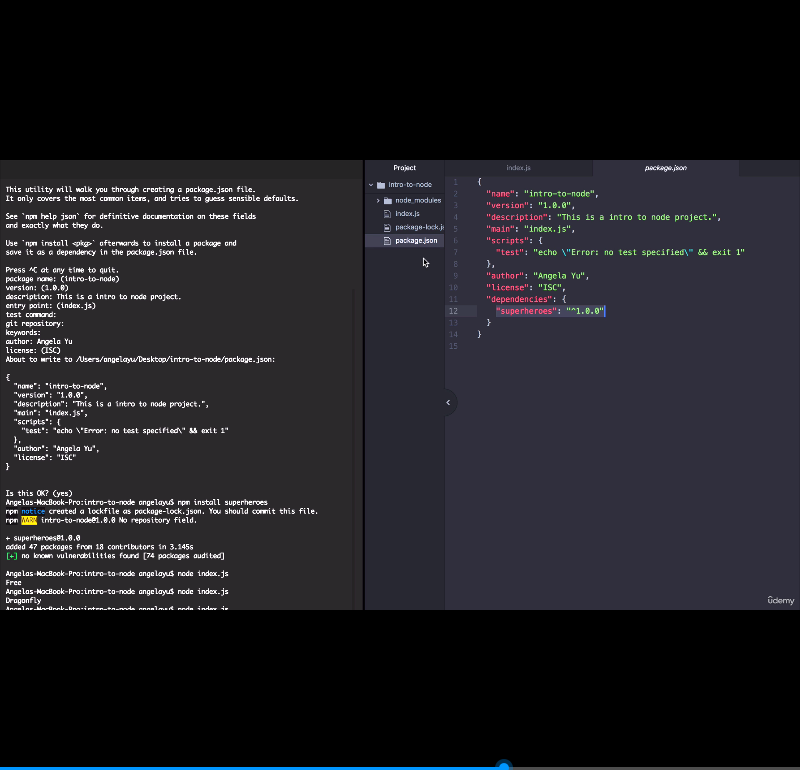 This utility will walk you through creating a package.json file.
It only covers the most common items, and tries to guess sensible defaults.
See `npm help json` for definitive documentation on these fields
and exactly what they do.
Use `npm install <pkg>` afterwards to install a package and
save it as a dependency in the package.json file.
Press ^C at any time to quit.
package name: (intro-to-node)
version: (1.0.0)
description: This is a intro to node project.
entry point: (index.js)
test command:
git repository:
keywords:
author: Angela Yu
license: (ISC)
About to write to /Users/angelayu/Desktop/intro-to-node/package.json:
{
  "name": "intro-to-node",
  "version": "1.0.0",
  "description": "This is a intro to node project.",
  "main": "index.js",
  "scripts": {
    "test": "echo \"Error: no test specified\" && exit 1"
  },
  "author": "Angela Yu",
  "license": "ISC"
}
Is this OK? (yes)
Angelas-MacBook-Pro:intro-to-node angelayu$ npm install superheroes
npm notice created a lockfile as package-lock.json. You should commit this file.
npm WARN intro-to-node@1.0.0 No repository field.
+ superheroes@1.0.0
added 47 packages from 18 contributors in 3.145s
[+] no known vulnerabilities found [74 packages audited]
Angelas-MacBook-Pro:intro-to-node angelayu$ node index.js
Free
Angelas-MacBook-Pro:intro-to-node angelayu$ node index.js
Dragonfly
Angelas-MacBook-Pro:intro-to-node angelayu$ node index.js
Project
intro-to-node
node_modules
index.js
package-lock.js
package.json
index.js
package.json
1 {
2 "name": "intro-to-node",
3 "version": "1.0.0",
4 "description": "This is a intro to node project.",
5 "main": "index.js",
6 "scripts": {
7 "test": "echo \"Error: no test specified\" && exit 1"
8 },
9 "author": "Angela Yu",
10 "license": "ISC",
11 "dependencies": {
12 "superheroes": "^1.0.0"
13 }
14 }
15
ûdemy